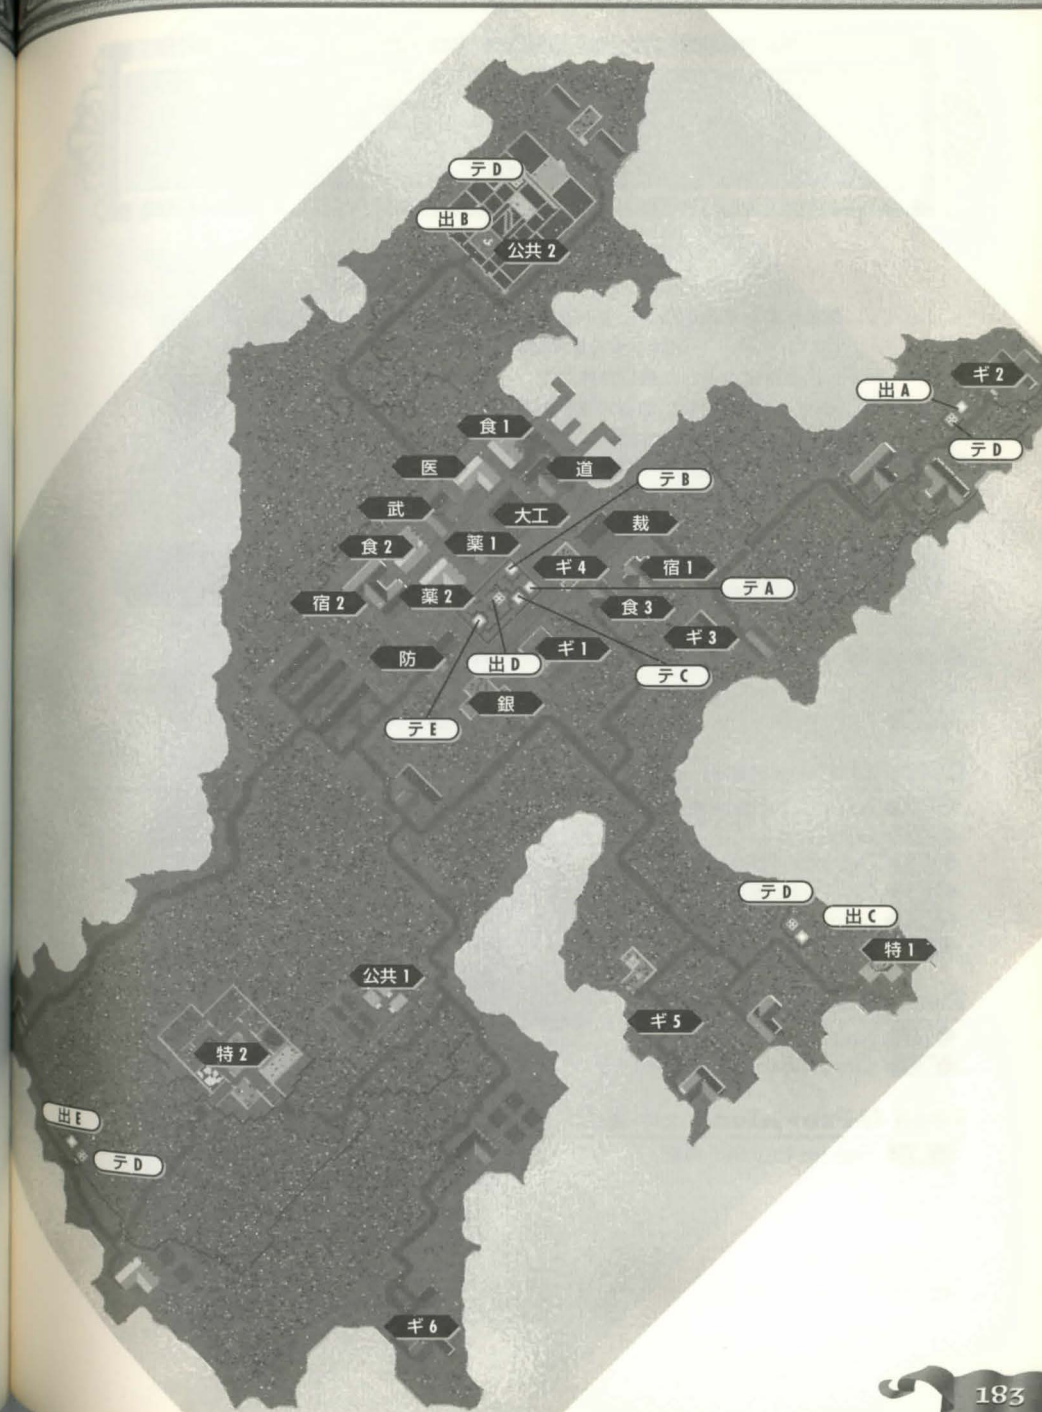 テD
出B
公共2
ギ2
出A
テD
食1
医
道
テB
武
大工
裁
食2
薬1
ギ4
宿1
テA
宿2
薬2
食3
ギ3
防
出D
ギ1
テC
銀
テE
テD
出C
特1
公共1
ギ5
特2
出E
テD
ギ6
183